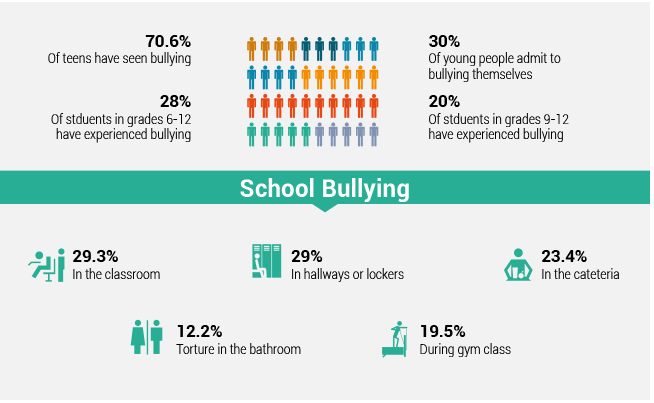 70.6%
Of teens have seen bullying
30%
Of young people admit to
bullying themselves
28%
Of stduents in grades 6-12
have experienced bullying
20%
Of stduents in grades 9-12
have experienced bullying
School Bullying
29.3%
In the classroom
29%
In hallways or lockers
23.4%
In the cateteria
12.2%
Torture in the bathroom
19.5%
During gym class